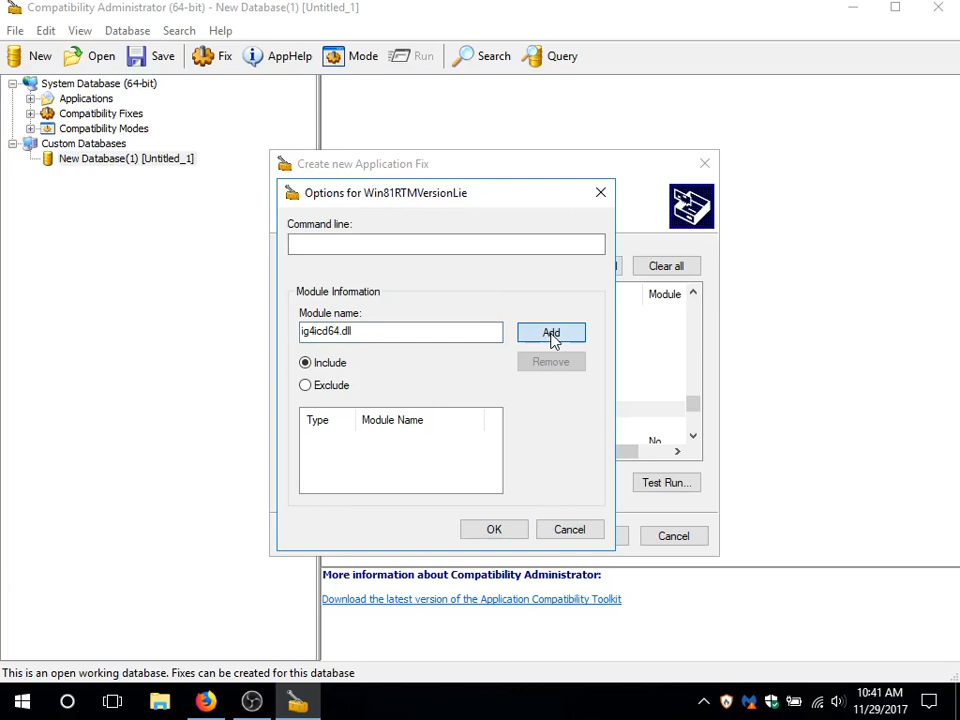 Compatibility Administrator (64-bit) - New Database(1) [Untitled_1]
File Edit View Database Search Help
New Open Save Fix AppHelp Mode Run Search Query
System Database (64-bit)
Applications
Compatibility Fixes
Compatibility Modes
Custom Databases
New Database(1) [Untitled_1]
Create new Application Fix
Options for Win81RTMVersionLie
Command line:
Clear all
Module Information
Module
Module name:
ig4icd64.dll
Add
Include
Remove
Exclude
Type Module Name
No
Test Run...
OK Cancel
Cancel
More information about Compatibility Administrator:
Download the latest version of the Application Compatibility Toolkit
This is an open working database. Fixes can be created for this database
10:41 AM
11/29/2017